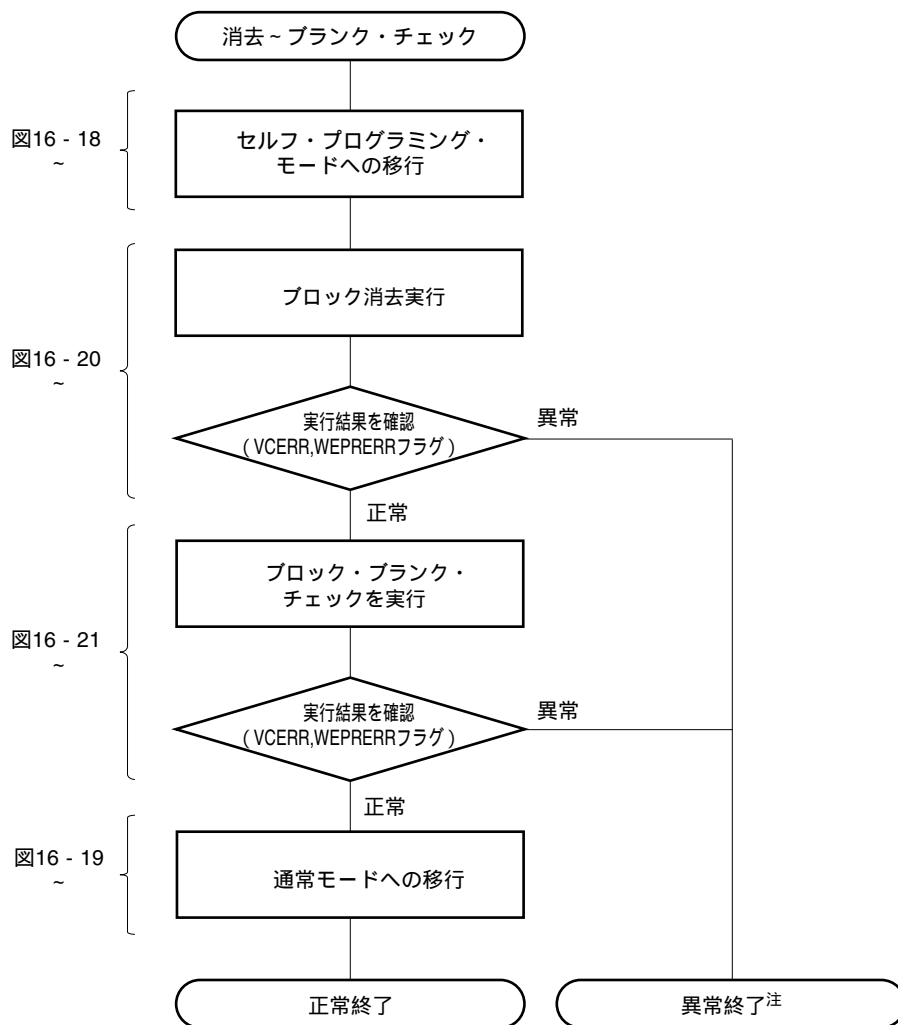 消去～ブランク・チェック
図16 - 18
~
セルフ・プログラミング・
モードへの移行
ブロック消去実行
図16 - 20
~
実行結果を確認
( VCERR,WEPRERRフラグ )
異常
正常
ブロック・ブランク・
チェックを実行
図16 - 21
~
実行結果を確認
( VCERR,WEPRERRフラグ )
異常
正常
図16 - 19
~
通常モードへの移行
正常終了
異常終了注